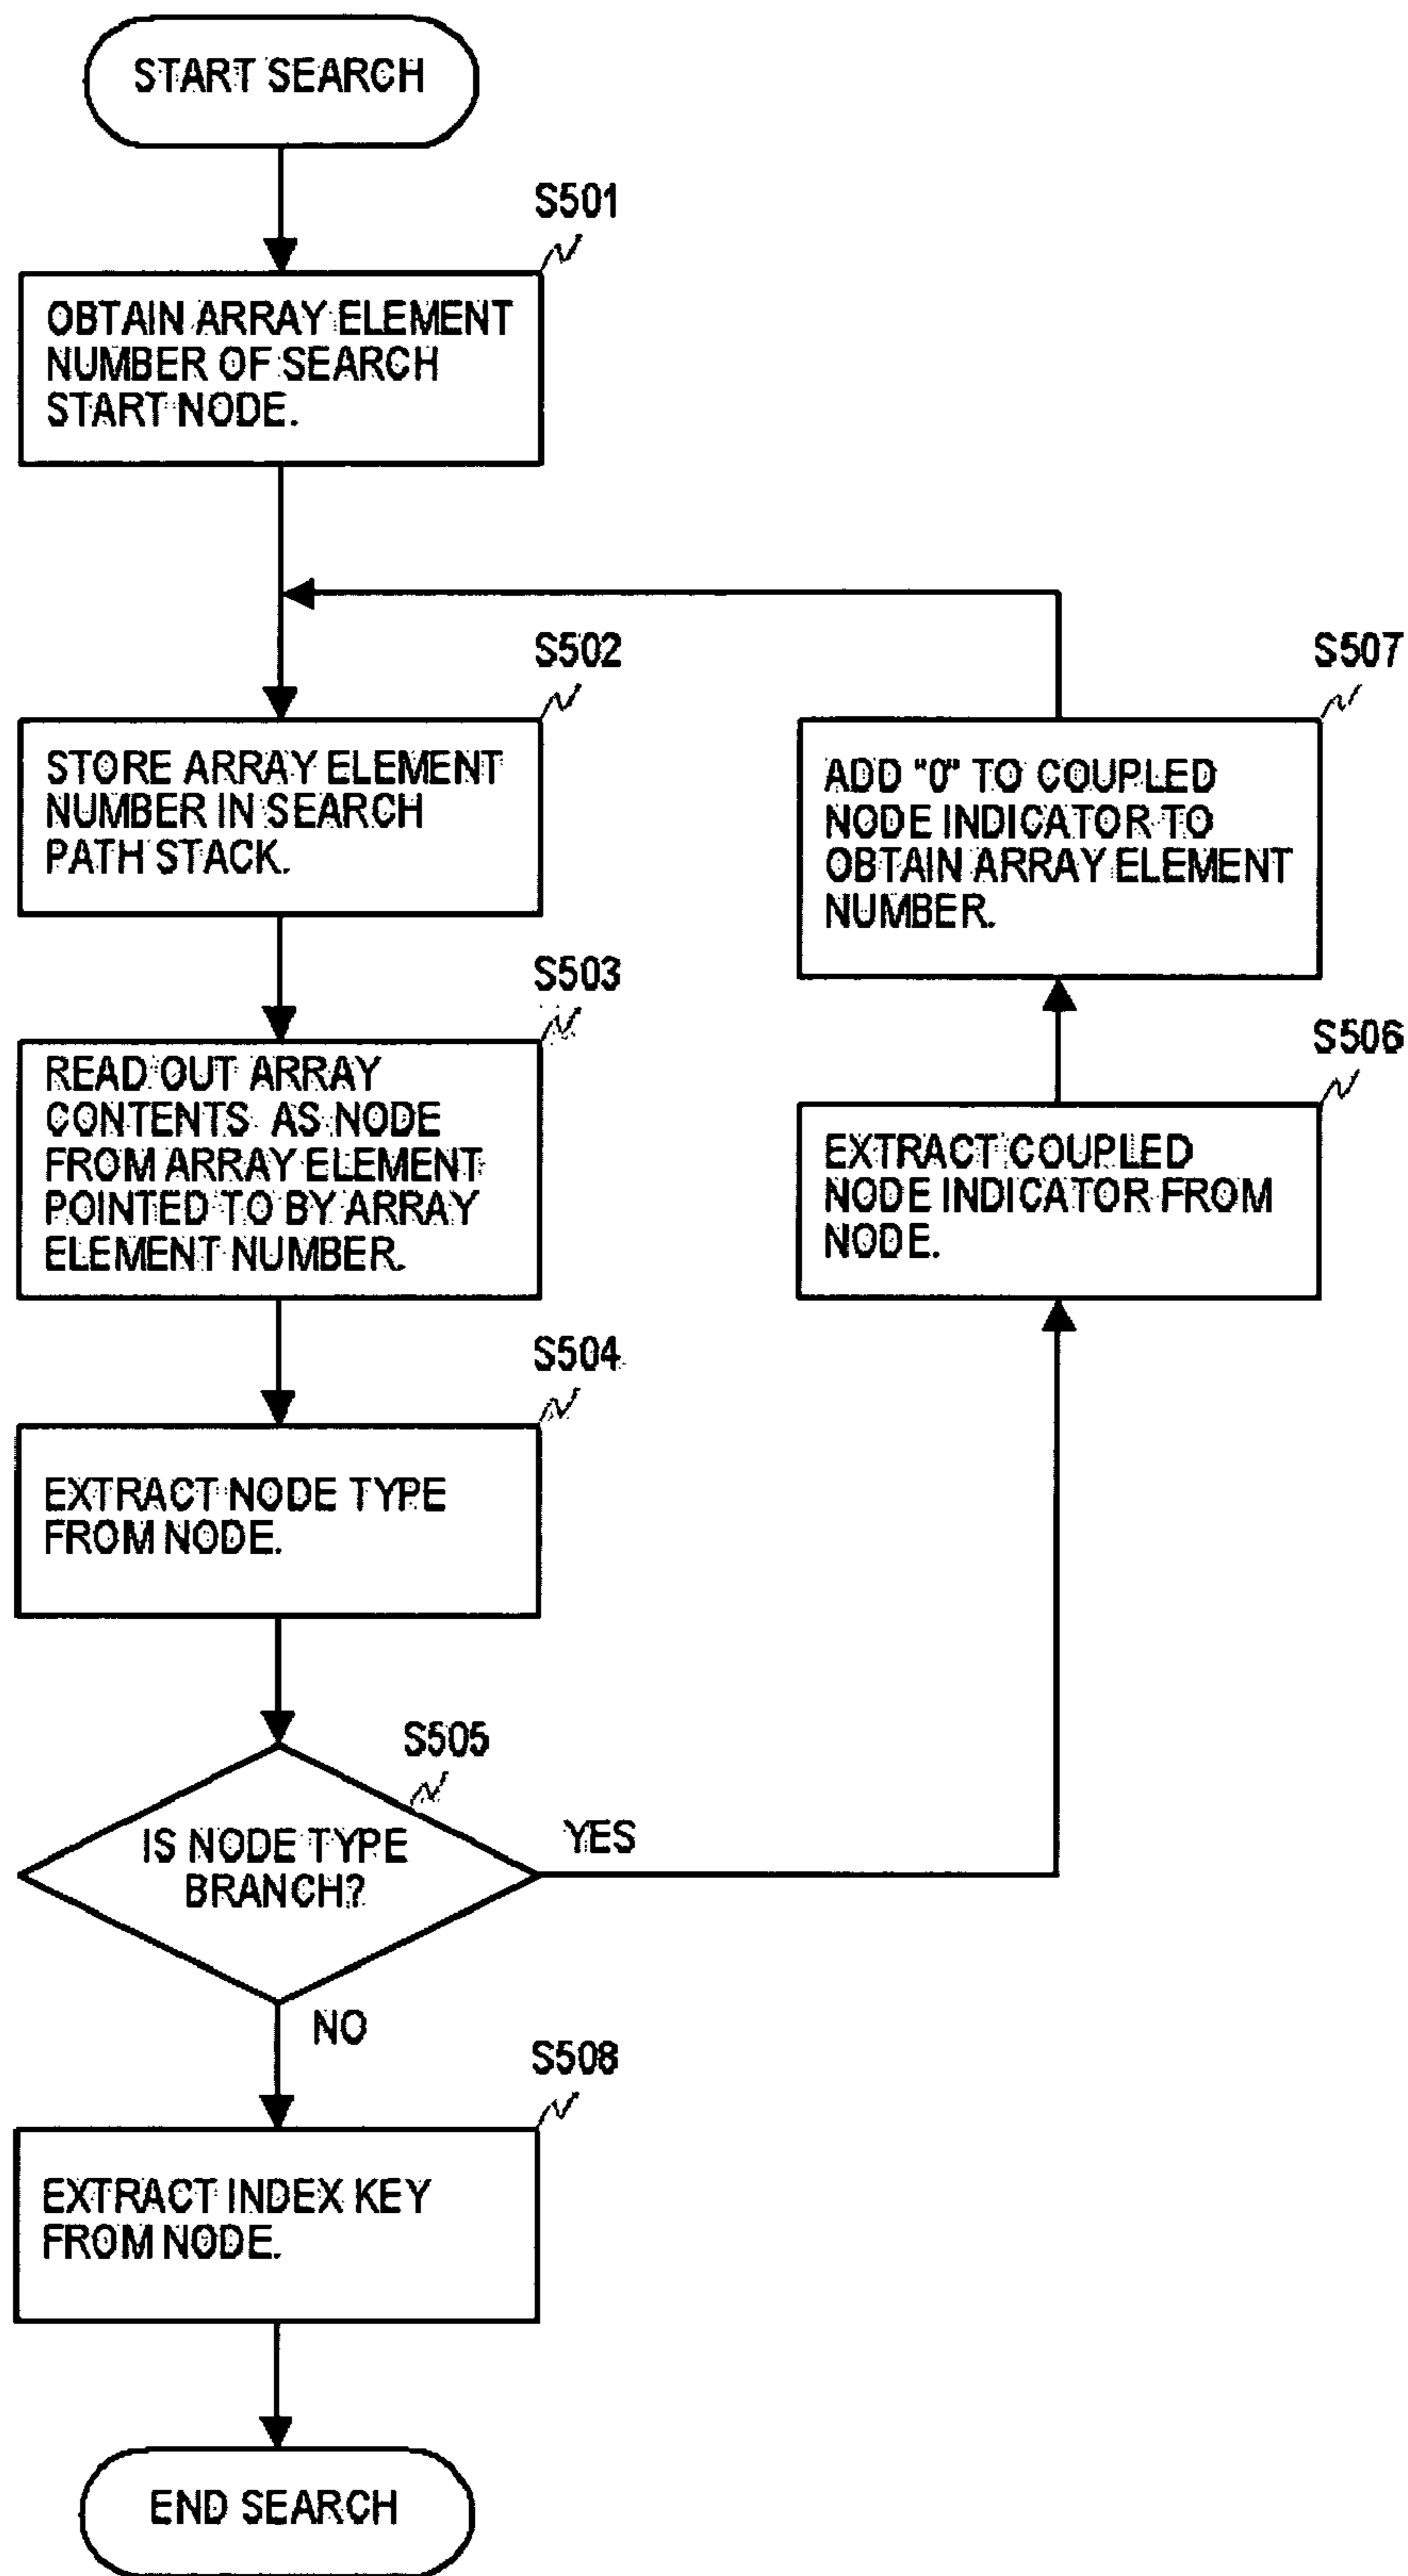 START SEARCH
S501
OBTAIN ARRAY ELEMENT
NUMBER OF SEARCH
START NODE.
S502
STORE ARRAY ELEMENT
NUMBER IN SEARCH
PATH STACK.
S503
READ OUT ARRAY
CONTENTS AS NODE
FROM ARRAY ELEMENT
POINTED TO BY ARRAY
ELEMENT NUMBER.
S504
EXTRACT NODE TYPE
FROM NODE.
S505
IS NODE TYPE
BRANCH?
YES
NO
S506
EXTRACT COUPLED
NODE INDICATOR FROM
NODE.
S507
ADD "0" TO COUPLED
NODE INDICATOR TO
OBTAIN ARRAY ELEMENT
NUMBER.
S508
EXTRACT INDEX KEY
FROM NODE.
END SEARCH